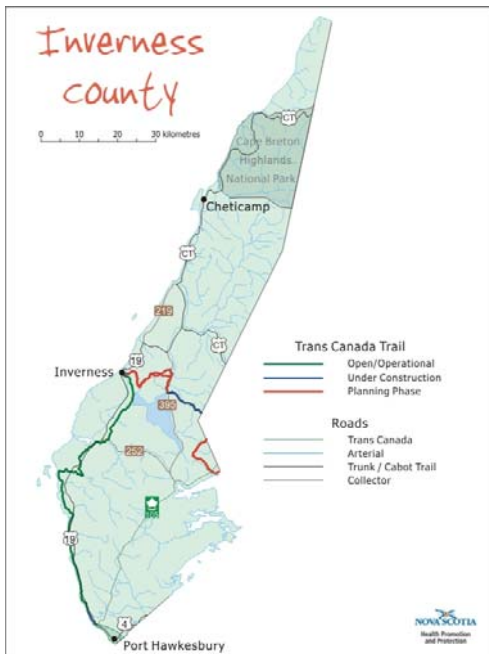 Inverness
county
0 10 20 30 kilometres
CT
Cape Breton
Highlands
National Park
Cheticamp
CT
219
CT
19
Inverness
395
252
19
4
Port Hawkesbury
Trans Canada Trail
Open/Operational
Under Construction
Planning Phase
Roads
Trans Canada
Arterial
Trunk / Cabot Trail
Collector
NOVA SCOTIA
Health Promotion
and Protection